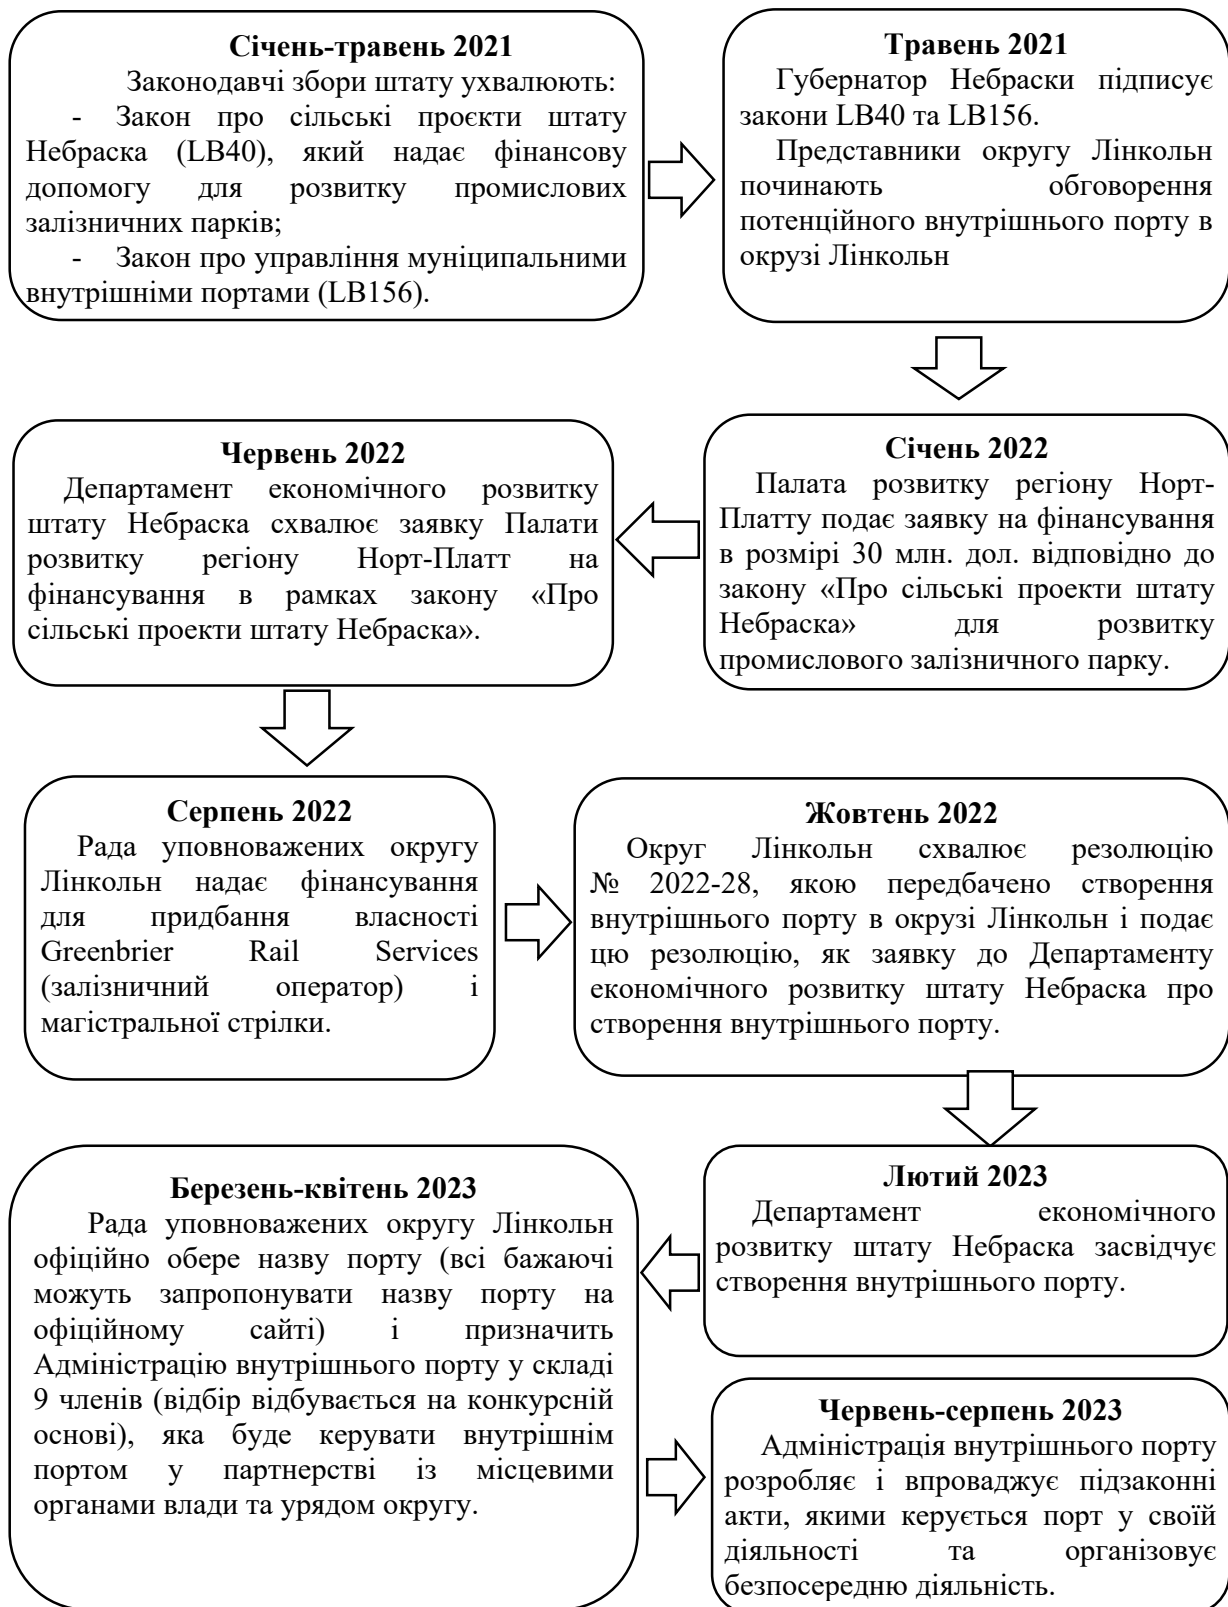 Січень-травень 2021
Законодавчі збори штату ухвалюють:
- Закон про сільські проєкти штату
Небраска (LB40), який надає фінансову
допомогу для розвитку промислових
залізничних парків;
- Закон про управління муніципальними
внутрішніми портами (LB156).
Травень 2021
Губернатор Небраски підписує
закони LB40 та LB156.
Представники округу Лінкольн
починають обговорення
потенційного внутрішнього порту в
окрузі Лінкольн
Січень 2022
Палата розвитку регіону Норт-
Платту подає заявку на фінансування
в розмірі 30 млн. дол. відповідно до
закону «Про сільські проекти штату
Небраска» для розвитку
промислового залізничного парку.
Червень 2022
Департамент економічного розвитку
штату Небраска схвалює заявку Палати
розвитку регіону Норт-Платт на
фінансування в рамках закону «Про
сільські проекти штату Небраска».
Серпень 2022
Рада уповноважених округу
Лінкольн надає фінансування
для придбання власності
Greenbrier Rail Services
(залізничний оператор) і
магістральної стрілки.
Жовтень 2022
Округ Лінкольн схвалює резолюцію
№ 2022-28, якою передбачено створення
внутрішнього порту в окрузі Лінкольн і подає
цю резолюцію, як заявку до Департаменту
економічного розвитку штату Небраска про
створення внутрішнього порту.
Лютий 2023
Департамент економічного
розвитку штату Небраска засвідчує
створення внутрішнього порту.
Березень-квітень 2023
Рада уповноважених округу Лінкольн
офіційно обере назву порту (всі бажаючі
можуть запропонувати назву порту на
офіційному сайті) і призначить
Адміністрацію внутрішнього порту у складі
9 членів (відбір відбувається на конкурсній
основі), яка буде керувати внутрішнім
портом у партнерстві із місцевими
органами влади та урядом округу.
Червень-серпень 2023
Адміністрація внутрішнього порту
розробляє і впроваджує підзаконні
акти, якими керується порт у своїй
діяльності та організовує
безпосередню діяльність.